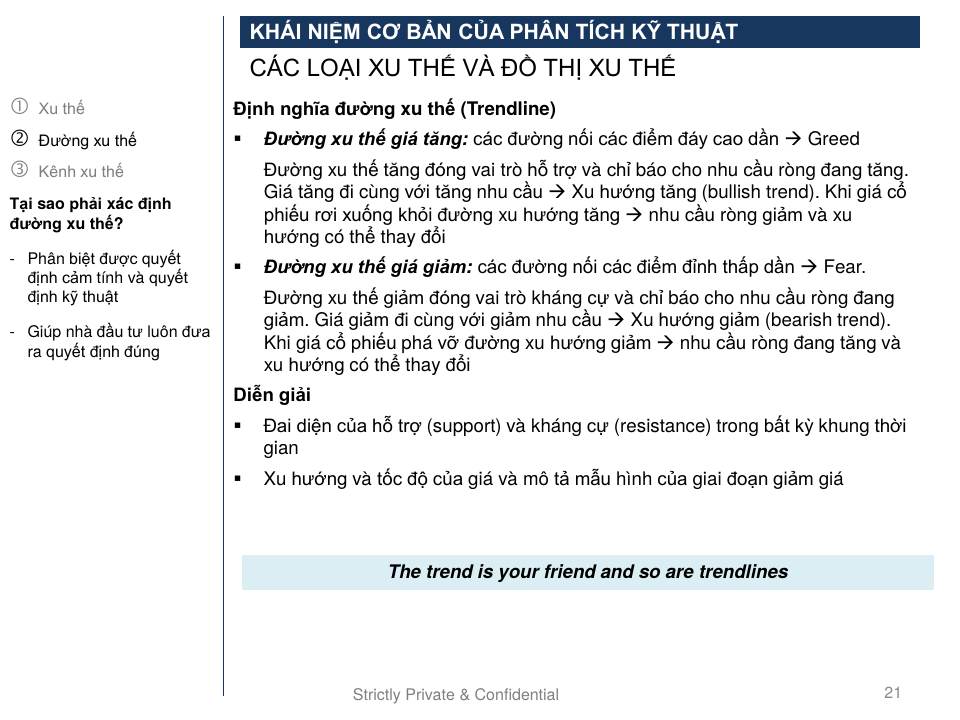 KHÁI NIỆM CƠ BẢN CỦA PHÂN TÍCH KỸ THUẬT
CÁC LOẠI XU THẾ VÀ ĐỒ THỊ XU THẾ
① Xu thế
② Đường xu thế
③ Kênh xu thế
Tại sao phải xác định
đường xu thế?
- Phân biệt được quyết
định cảm tính và quyết
định kỹ thuật
- Giúp nhà đầu tư luôn đưa
ra quyết định đúng
Định nghĩa đường xu thế (Trendline)
▪ Đường xu thế giá tăng: các đường nối các điểm đáy cao dần → Greed
Đường xu thế tăng đóng vai trò hỗ trợ và chỉ báo cho nhu cầu ròng đang tăng.
Giá tăng đi cùng với tăng nhu cầu → Xu hướng tăng (bullish trend). Khi giá cổ
phiếu rơi xuống khỏi đường xu hướng tăng → nhu cầu ròng giảm và xu
hướng có thể thay đổi
▪ Đường xu thế giá giảm: các đường nối các điểm đỉnh thấp dần → Fear.
Đường xu thế giảm đóng vai trò kháng cự và chỉ báo cho nhu cầu ròng đang
giảm. Giá giảm đi cùng với giảm nhu cầu → Xu hướng giảm (bearish trend).
Khi giá cổ phiếu phá vỡ đường xu hướng giảm → nhu cầu ròng đang tăng và
xu hướng có thể thay đổi
Diễn giải
▪ Đai diện của hỗ trợ (support) và kháng cự (resistance) trong bất kỳ khung thời
gian
▪ Xu hướng và tốc độ của giá và mô tả mẫu hình của giai đoạn giảm giá
The trend is your friend and so are trendlines
Strictly Private & Confidential
21